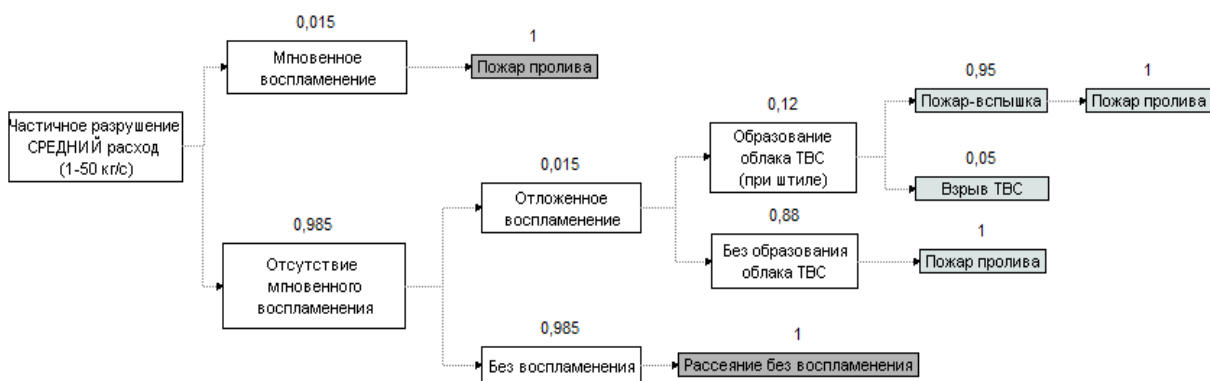 0,015
Мгновенное
воспламенение
1
Пожар пролива
Частичное разрушение
СРЕДНИЙ расход
(1-50 кг/с)
0,985
Отсутствие
мгновенного
воспламенения
0,015
Отложенное
воспламенение
0,12
Образование
облака ТВС
(при штиле)
0,95
Пожар-вспышка
1
Пожар пролива
0,05
Взрыв ТВС
0,88
Без образования
облака ТВС
1
Пожар пролива
0,985
Без воспламенения
1
Рассеяние без воспламенения